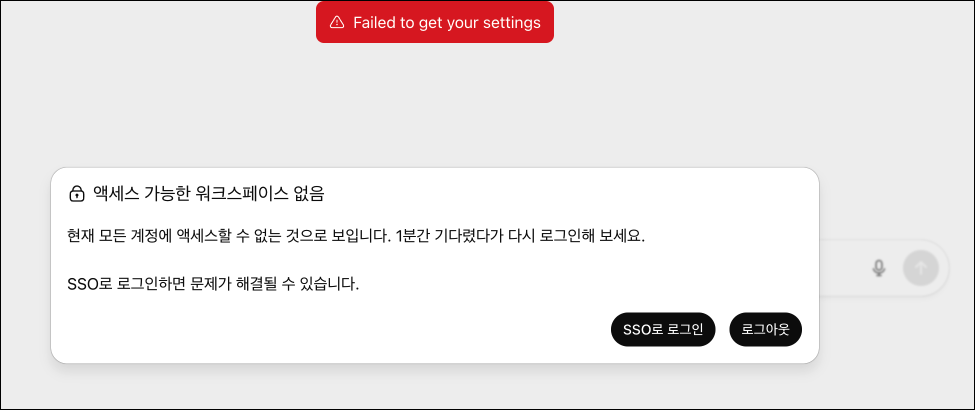 Failed to get your settings
액세스 가능한 워크스페이스 없음
현재 모든 계정에 액세스할 수 없는 것으로 보입니다. 1분간 기다렸다가 다시 로그인해 보세요.
SSO로 로그인하면 문제가 해결될 수 있습니다.
SSO로 로그인
로그아웃